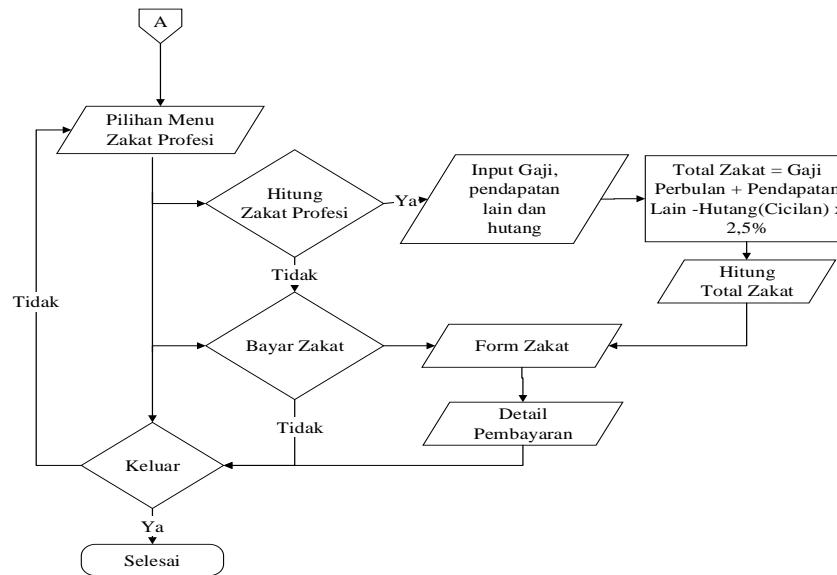 A
Pilihan Menu
Zakat Profesi
Hitung
Zakat Profesi
Ya
Input Gaji,
pendapatan
lain dan
hutang
Total Zakat = Gaji
Perbulan + Pendapatan
Lain -Hutang(Cicilan) x
2,5%
Tidak
Hitung
Total Zakat
Tidak
Bayar Zakat
Form Zakat
Tidak
Detail
Pembayaran
Keluar
Ya
Selesai